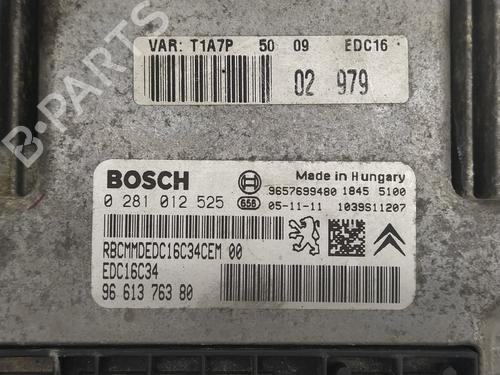 VAR: T1A7P 50 09 EDC16
02 979
BOSCH
Made in Hungary
9657699480 1845 5100
0 281 012 525 658 05-11-11 1039S11207
RBCMMDEDC16C34CEM 00
EDC16C34
96 613 763 80
B-PARTS